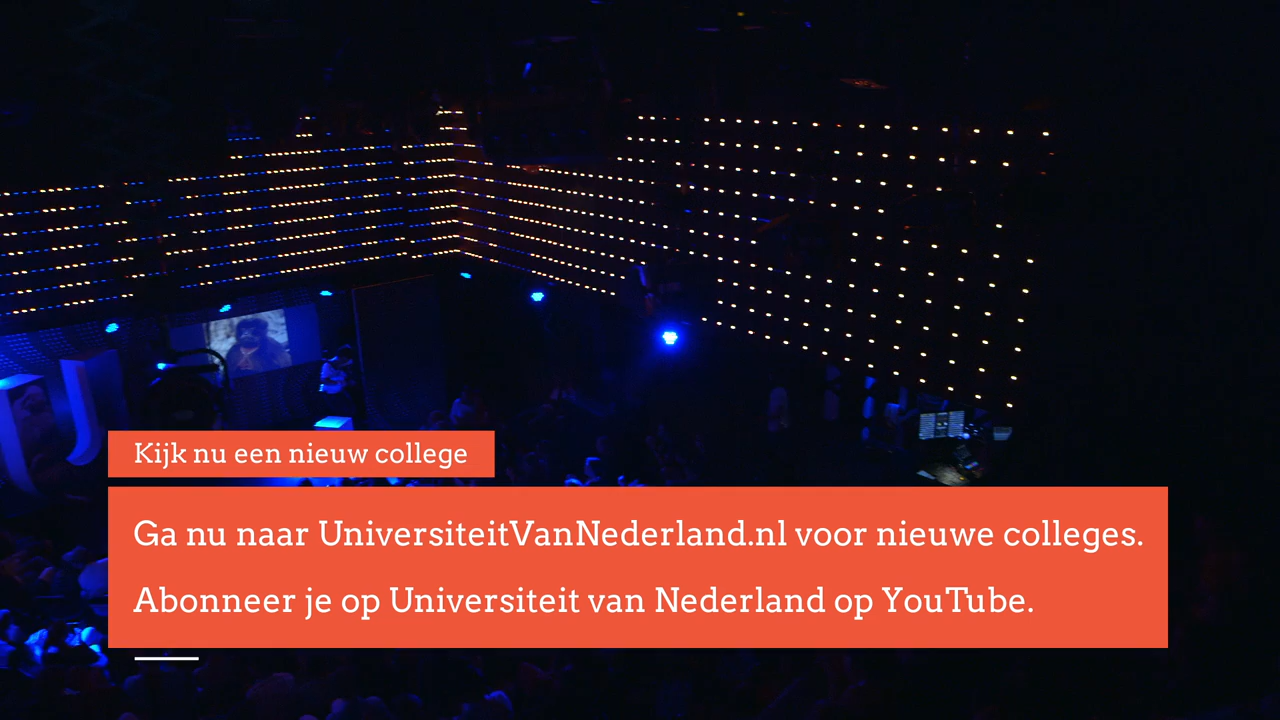 Kijk nu een nieuw college
Ga nu naar UniversiteitVanNederland.nl voor nieuwe colleges.
Abonneer je op Universiteit van Nederland op YouTube.